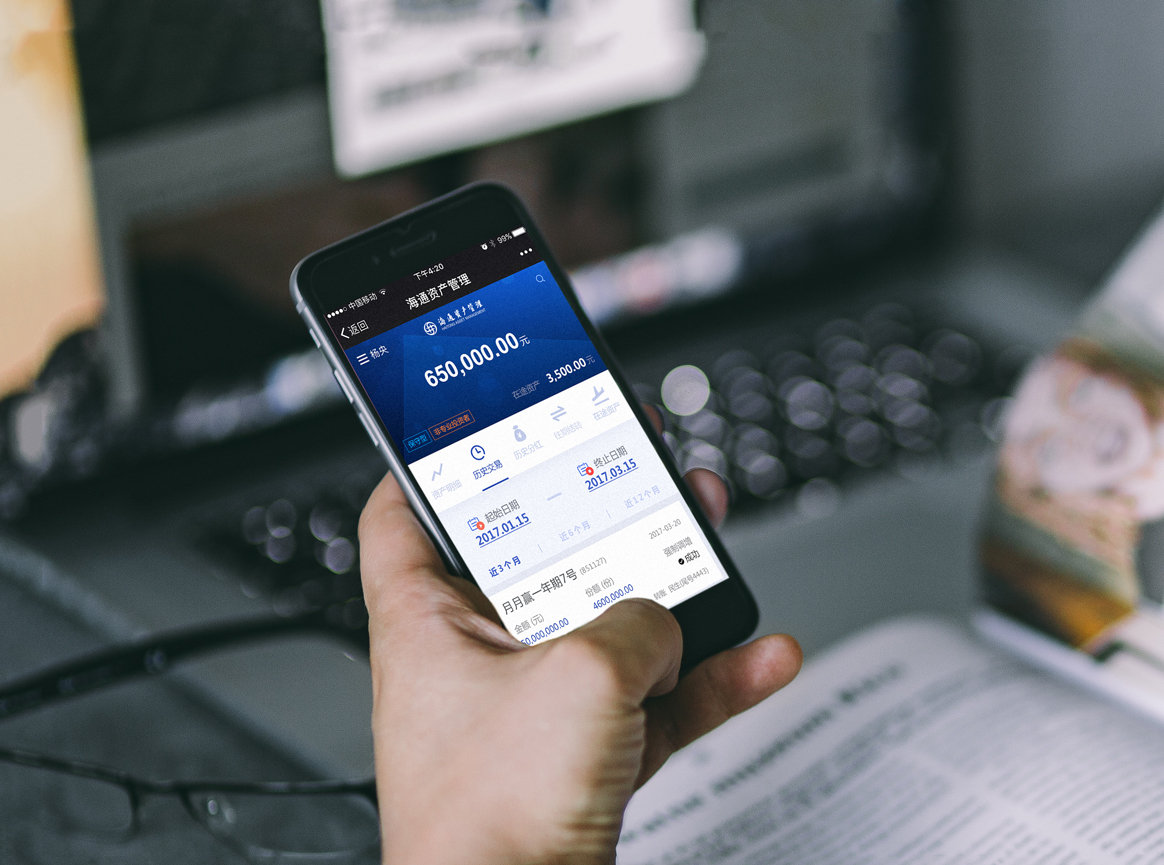 中国移动
下午4:20
99%
返回
海通资产管理
杨央
海通资产管理
HAITONG ASSET MANAGEMENT
650,000.00元
在途资产 3,500.00元
保守型 非专业投资者
资产明细
历史交易
历史分红
在途资产
起始日期
2017.01.15
终止日期
2017.03.15
近3个月
近6个月
近12个月
月月赢一年期7号 (851127)
2017-03-20
强制调增
成功
金额 (元)
份额 (份)
4600,000.00
转账 民生(尾号4443)
50,000,000.00